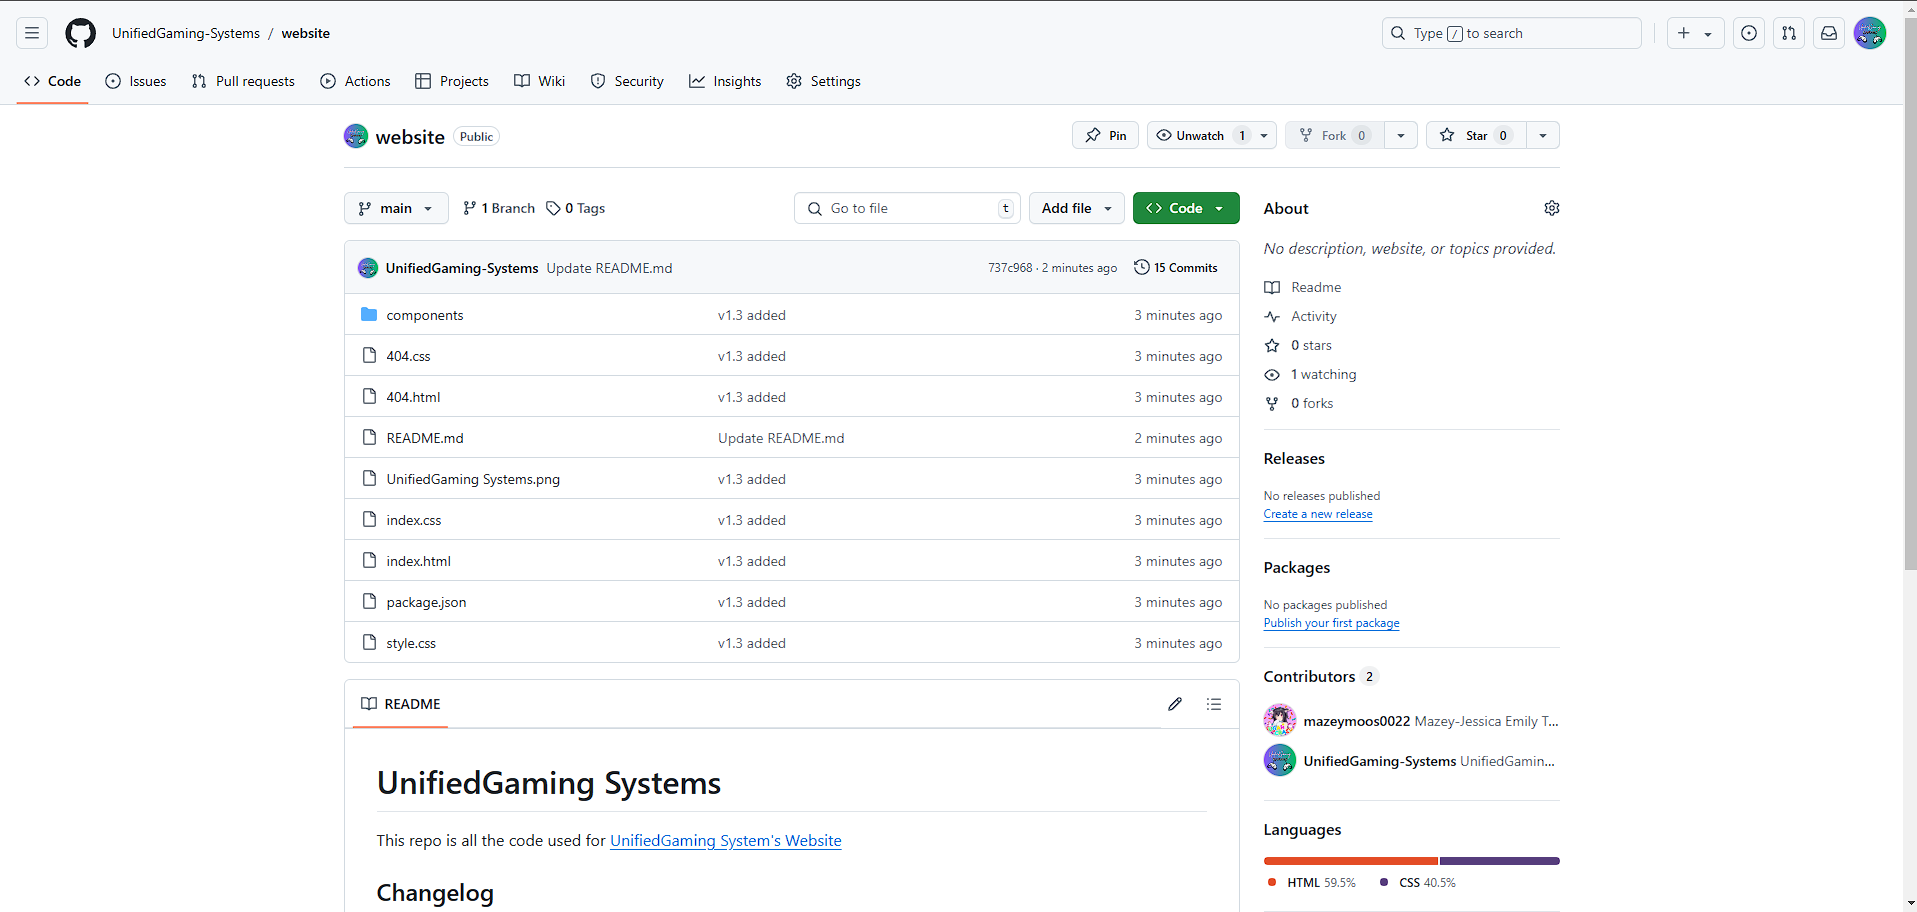 UnifiedGaming-Systems / website
Type / to search
Code
Issues
Pull requests
Actions
Projects
Wiki
Security
Insights
Settings
website Public
Pin
Unwatch 1
Fork 0
Star 0
main
1 Branch
0 Tags
Go to file t
Add file
Code
UnifiedGaming-Systems Update README.md 737c968 · 2 minutes ago 15 Commits
components v1.3 added 3 minutes ago
404.css v1.3 added 3 minutes ago
404.html v1.3 added 3 minutes ago
README.md Update README.md 2 minutes ago
UnifiedGaming Systems.png v1.3 added 3 minutes ago
index.css v1.3 added 3 minutes ago
index.html v1.3 added 3 minutes ago
package.json v1.3 added 3 minutes ago
style.css v1.3 added 3 minutes ago
README
UnifiedGaming Systems
This repo is all the code used for UnifiedGaming System's Website
Changelog
About
No description, website, or topics provided.
Readme
Activity
0 stars
1 watching
0 forks
Releases
No releases published
Create a new release
Packages
No packages published
Publish your first package
Contributors 2
mazeymoos0022 Mazey-Jessica Emily T...
UnifiedGaming-Systems UnifiedGamin...
Languages
HTML 59.5% CSS 40.5%